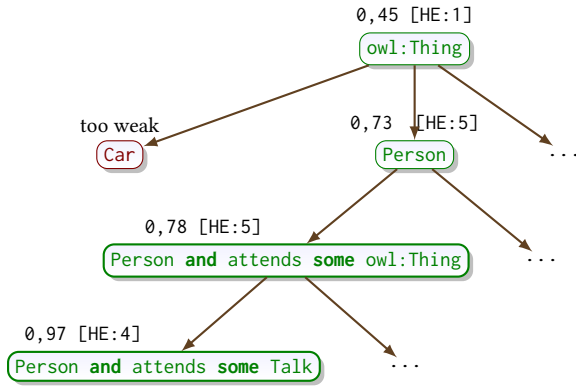 0,45 [HE:1]
owl:Thing
too weak
0,73 [HE:5]
Car
Person
...
0,78 [HE:5]
Person and attends some owl:Thing
...
0,97 [HE:4]
Person and attends some Talk
...